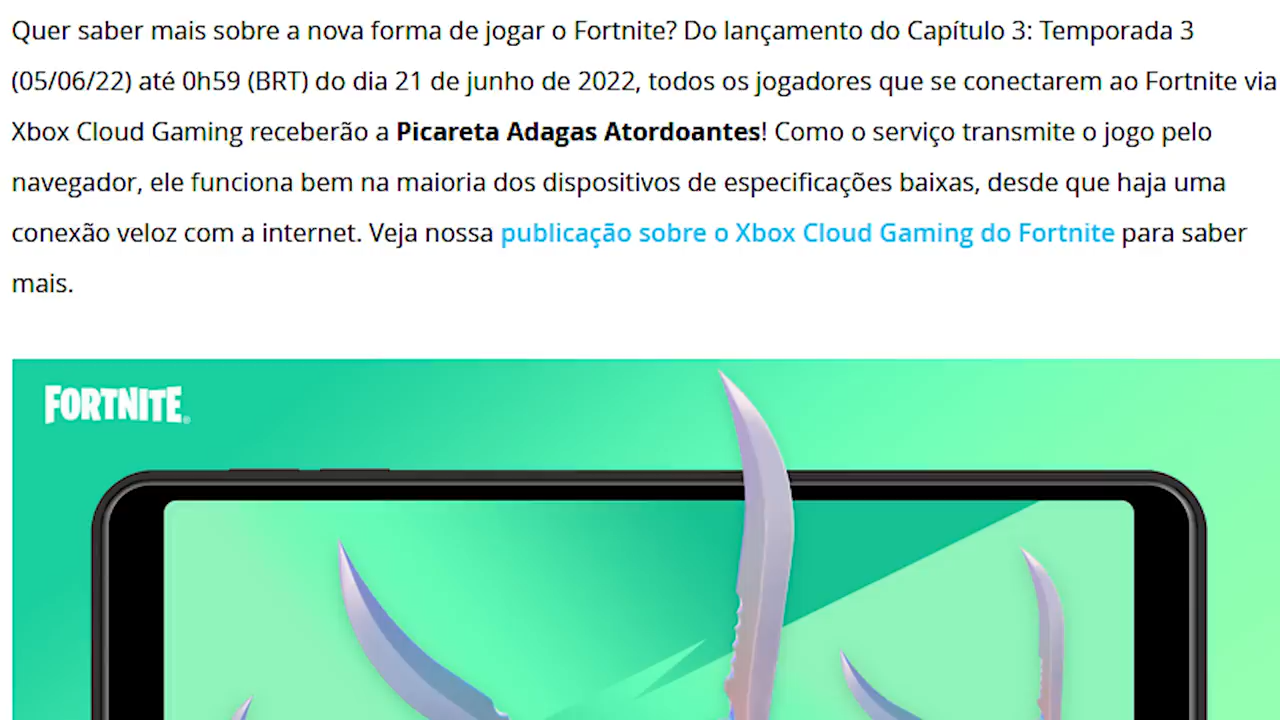 Quer saber mais sobre a nova forma de jogar o Fortnite? Do lançamento do Capítulo 3: Temporada 3
(05/06/22) até 0h59 (BRT) do dia 21 de junho de 2022, todos os jogadores que se conectarem ao Fortnite via
Xbox Cloud Gaming receberão a Picareta Adagas Atordoantes! Como o serviço transmite o jogo pelo
navegador, ele funciona bem na maioria dos dispositivos de especificações baixas, desde que haja uma
conexão veloz com a internet. Veja nossa publicação sobre o Xbox Cloud Gaming do Fortnite para saber
mais.
FORTNITE®